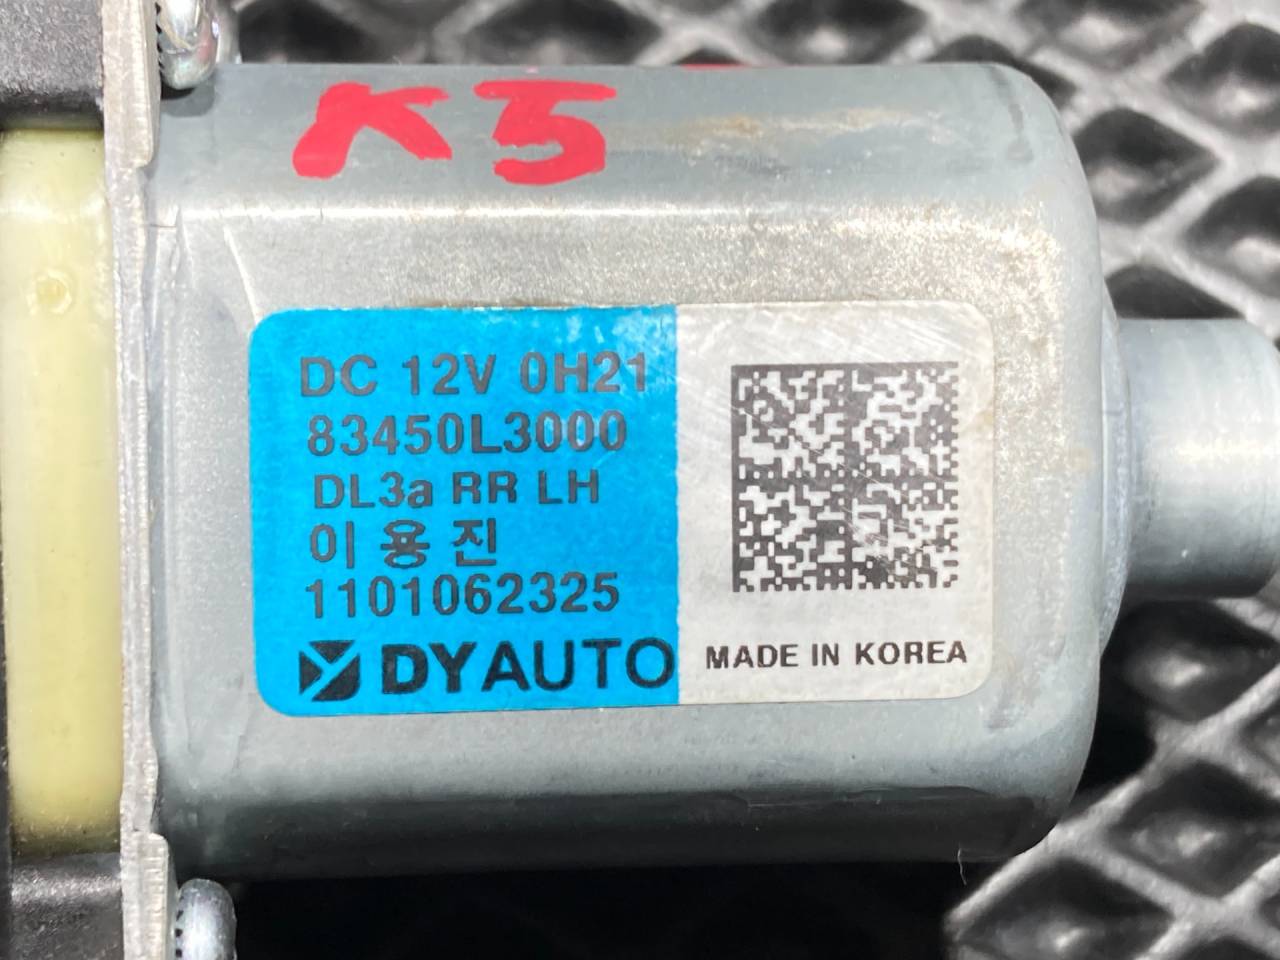 K5
DC 12V 0H21
83450L3000
DL3a RR LH
이용진
1101062325
DYAUTO
MADE IN KOREA